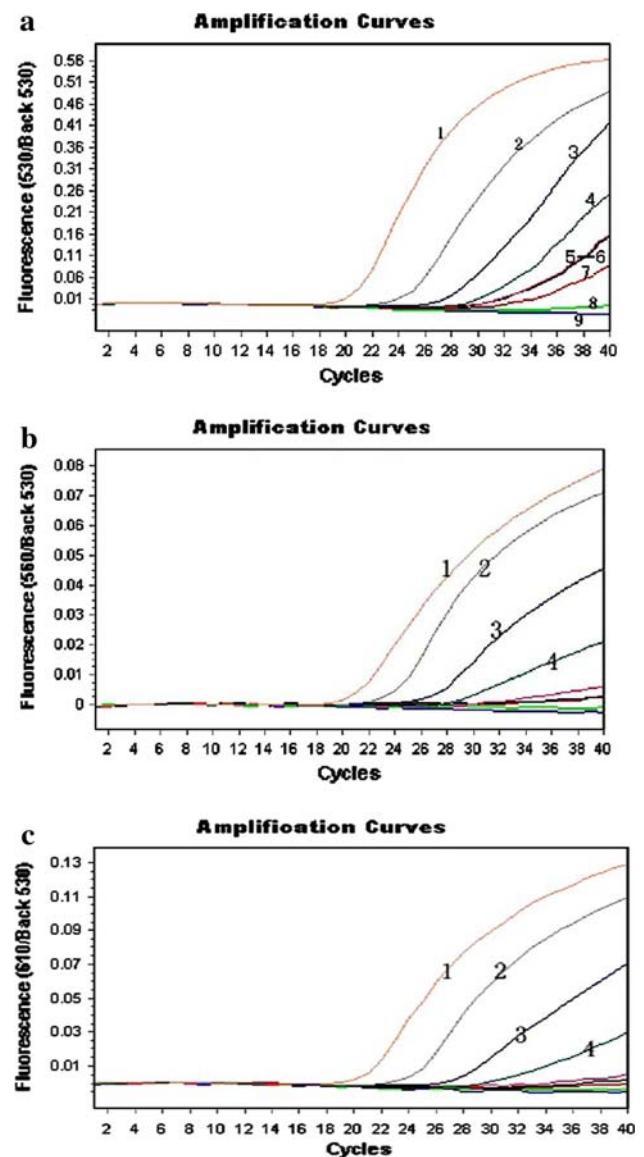 a
Amplification Curves
Fluorescence (530/Back 530)
0.56
0.51
0.46
0.41
0.36
0.31
0.26
0.21
0.16
0.11
0.06
0.01
1
2
3
4
5—6
7
8
9
2 4 6 8 10 12 14 16 18 20 22 24 26 28 30 32 34 36 38 40
Cycles
b
Amplification Curves
Fluorescence (560/Back 530)
0.08
0.07
0.06
0.05
0.04
0.03
0.02
0.01
0
1
2
3
4
2 4 6 8 10 12 14 16 18 20 22 24 26 28 30 32 34 36 38 40
Cycles
c
Amplification Curves
Fluorescence (610/Back 530)
0.13
0.11
0.09
0.07
0.05
0.03
0.01
1
2
3
4
2 4 6 8 10 12 14 16 18 20 22 24 26 28 30 32 34 36 38 40
Cycles